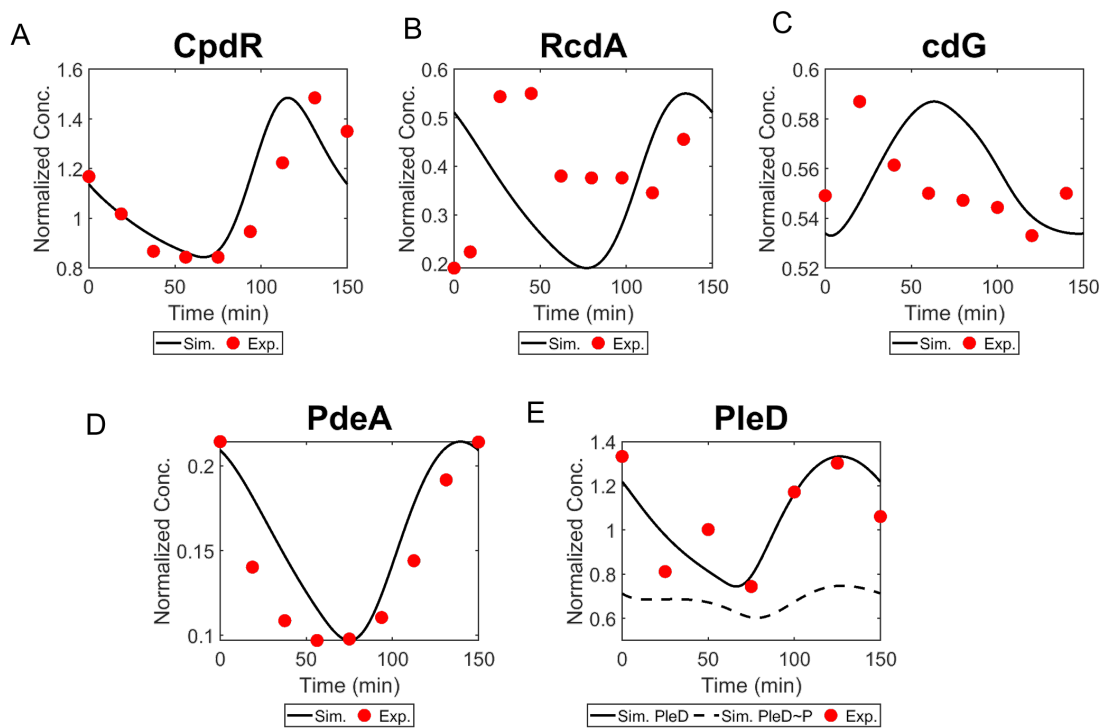 A
CpdR
Normalized Conc.
1.6
1.4
1.2
1
0.8
0 50 100 150
Time (min)
Sim. Exp.
B
RcdA
Normalized Conc.
0.6
0.5
0.4
0.3
0.2
0 50 100 150
Time (min)
Sim. Exp.
C
cdG
Normalized Conc.
0.6
0.58
0.56
0.54
0.52
0 50 100 150
Time (min)
Sim. Exp.
D
PdeA
Normalized Conc.
0.2
0.15
0.1
0 50 100 150
Time (min)
Sim. Exp.
E
PleD
Normalized Conc.
1.4
1.2
1
0.8
0.6
0 50 100 150
Time (min)
Sim. PleD Sim. PleD~P Exp.